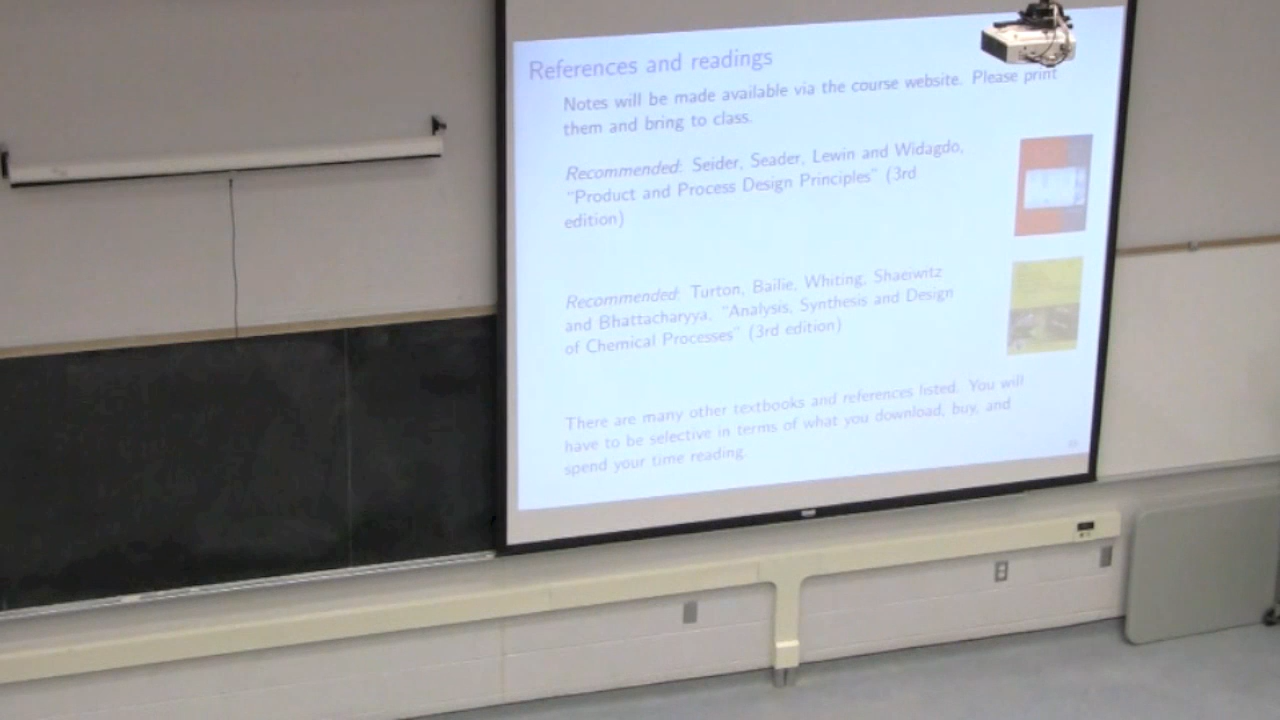 References and readings
Notes will be made available via the course website. Please print
them and bring to class.
Recommended: Seider, Seader, Lewin and Widagdo,
"Product and Process Design Principles" (3rd
edition)
Recommended: Turton, Bailie, Whiting, Shaeiwitz
and Bhattacharyya, "Analysis, Synthesis and Design
of Chemical Processes" (3rd edition)
There are many other textbooks and references listed. You will
have to be selective in terms of what you download, buy, and
spend your time reading.